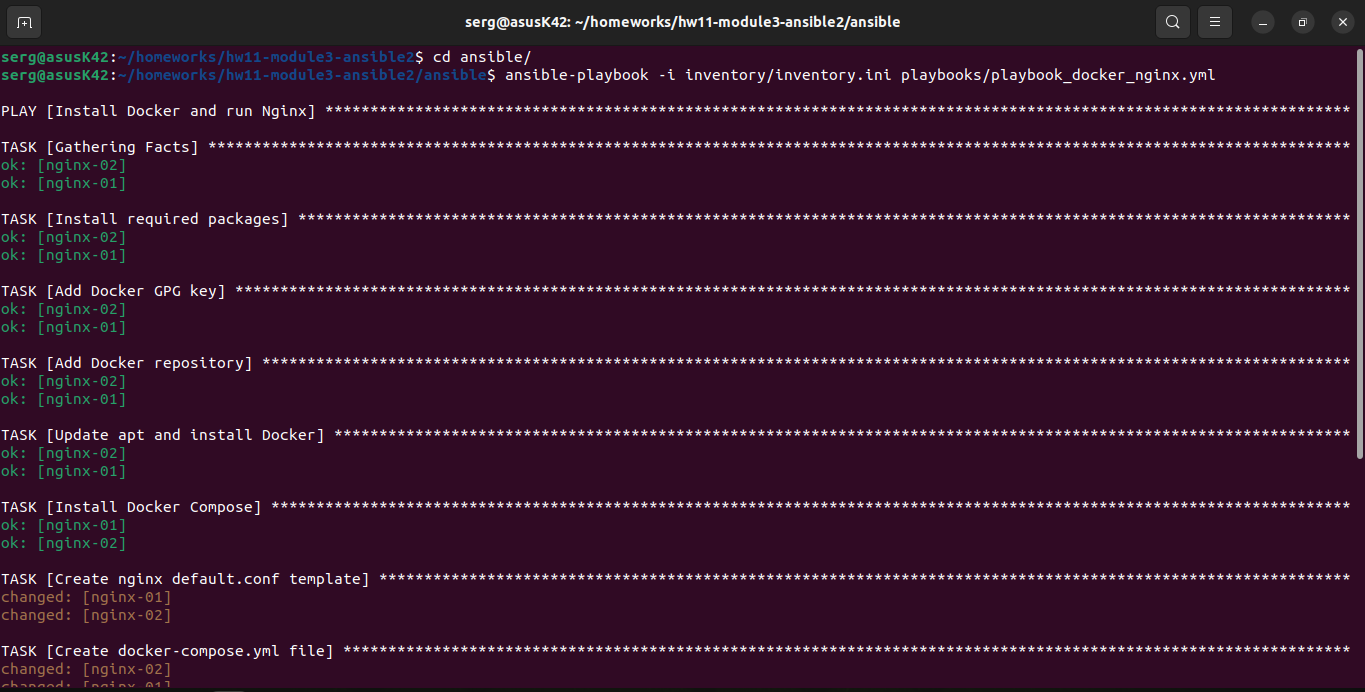 serg@asusK42: ~/homeworks/hw11-module3-ansible2/ansible
serg@asusK42:~/homeworks/hw11-module3-ansible2$ cd ansible/
serg@asusK42:~/homeworks/hw11-module3-ansible2/ansible$ ansible-playbook -i inventory/inventory.ini playbooks/playbook_docker_nginx.yml
PLAY [Install Docker and run Nginx] ******************************************************************************************************************
TASK [Gathering Facts] *******************************************************************************************************************************
ok: [nginx-02]
ok: [nginx-01]
TASK [Install required packages] *********************************************************************************************************************
ok: [nginx-02]
ok: [nginx-01]
TASK [Add Docker GPG key] ****************************************************************************************************************************
ok: [nginx-02]
ok: [nginx-01]
TASK [Add Docker repository] *************************************************************************************************************************
ok: [nginx-02]
ok: [nginx-01]
TASK [Update apt and install Docker] *****************************************************************************************************************
ok: [nginx-02]
ok: [nginx-01]
TASK [Install Docker Compose] ************************************************************************************************************************
ok: [nginx-01]
ok: [nginx-02]
TASK [Create nginx default.conf template] ************************************************************************************************************
changed: [nginx-01]
changed: [nginx-02]
TASK [Create docker-compose.yml file] ****************************************************************************************************************
changed: [nginx-02]
changed: [nginx-01]